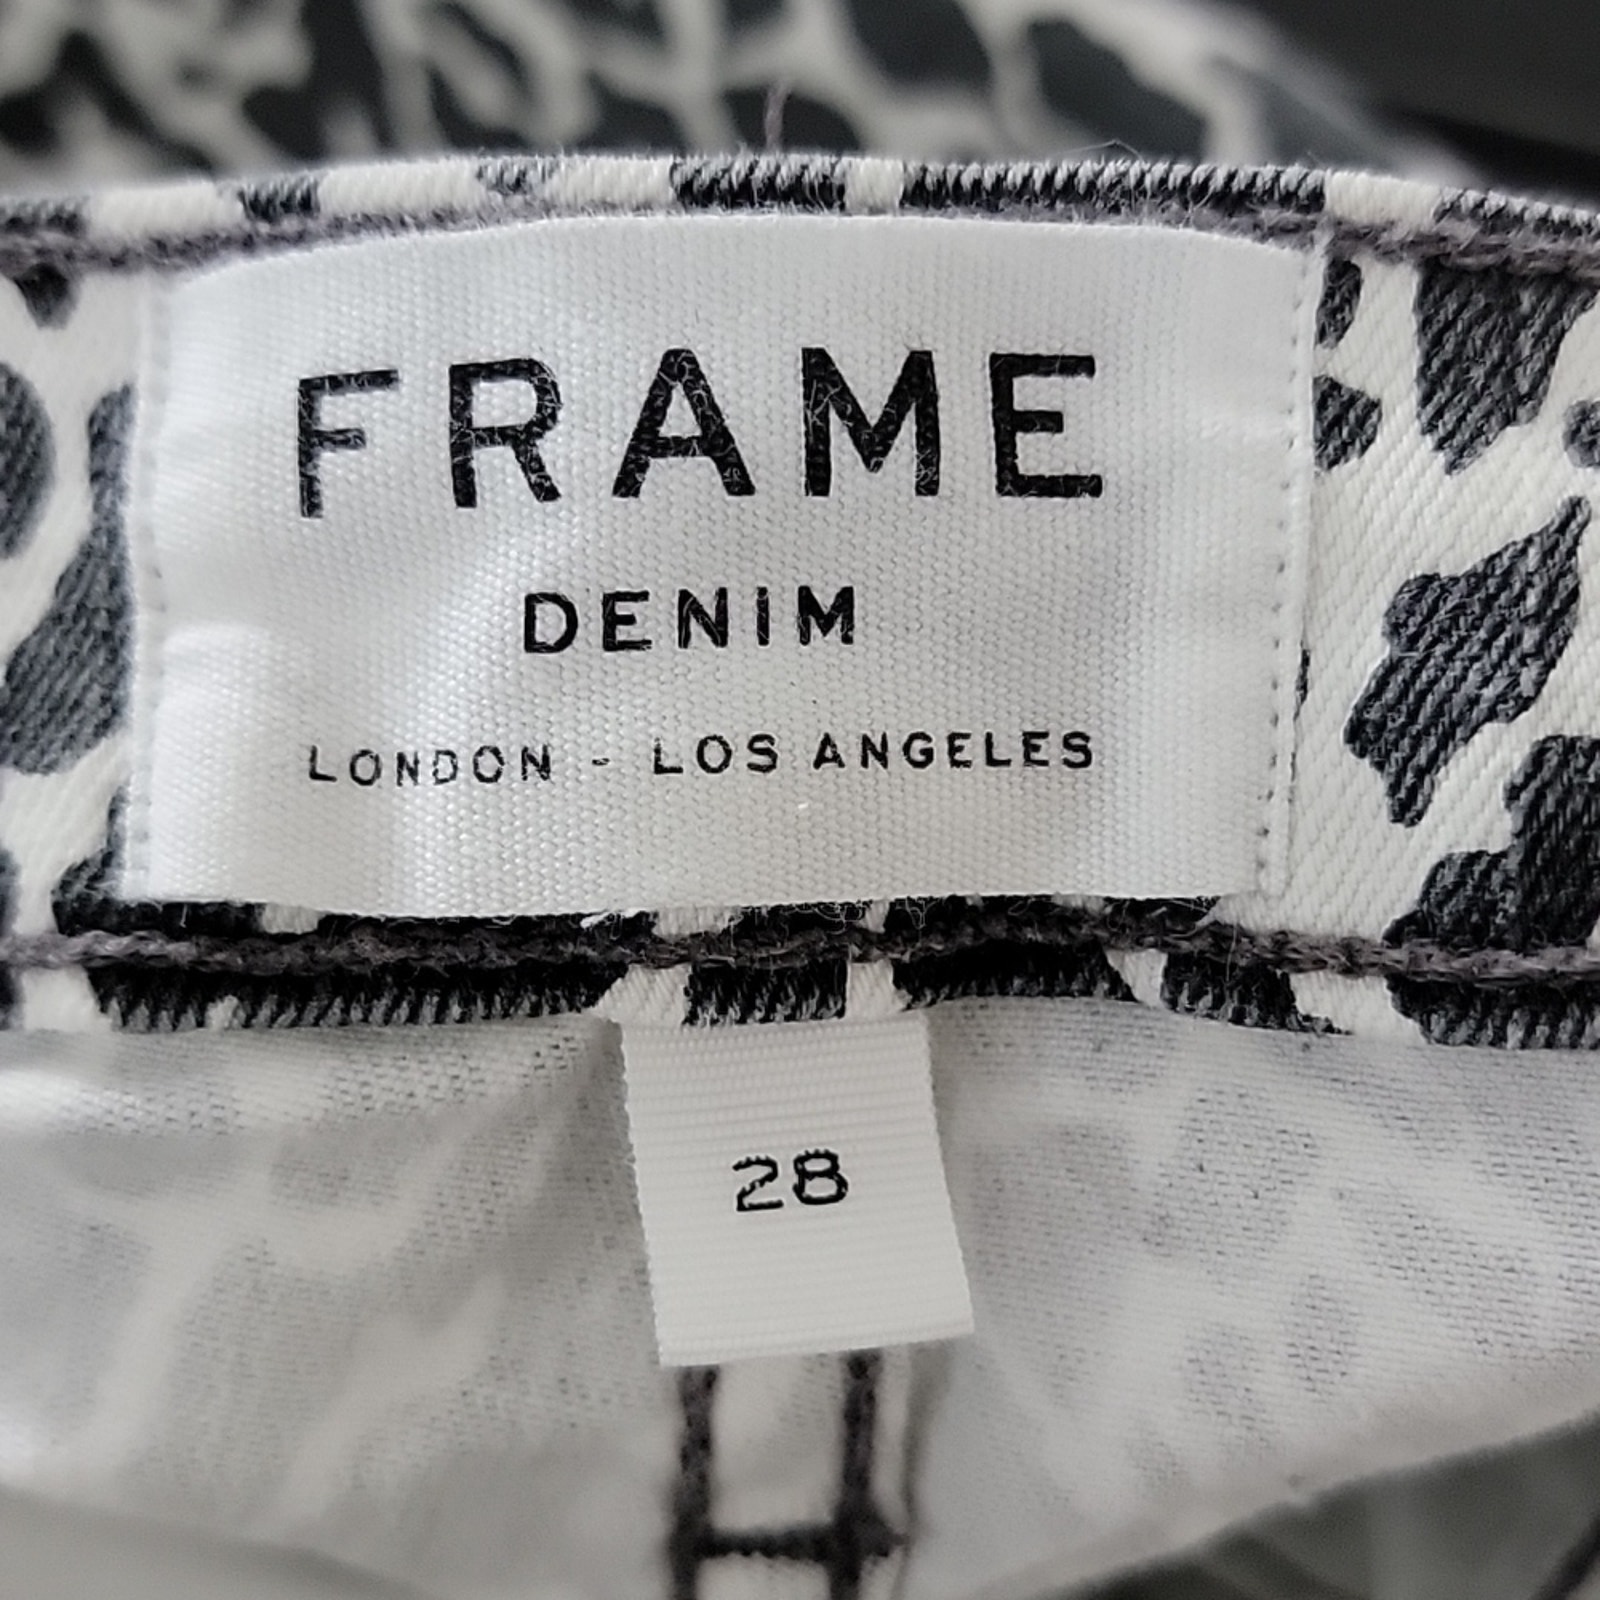 FRAME
DENIM
LONDON - LOS ANGELES
28